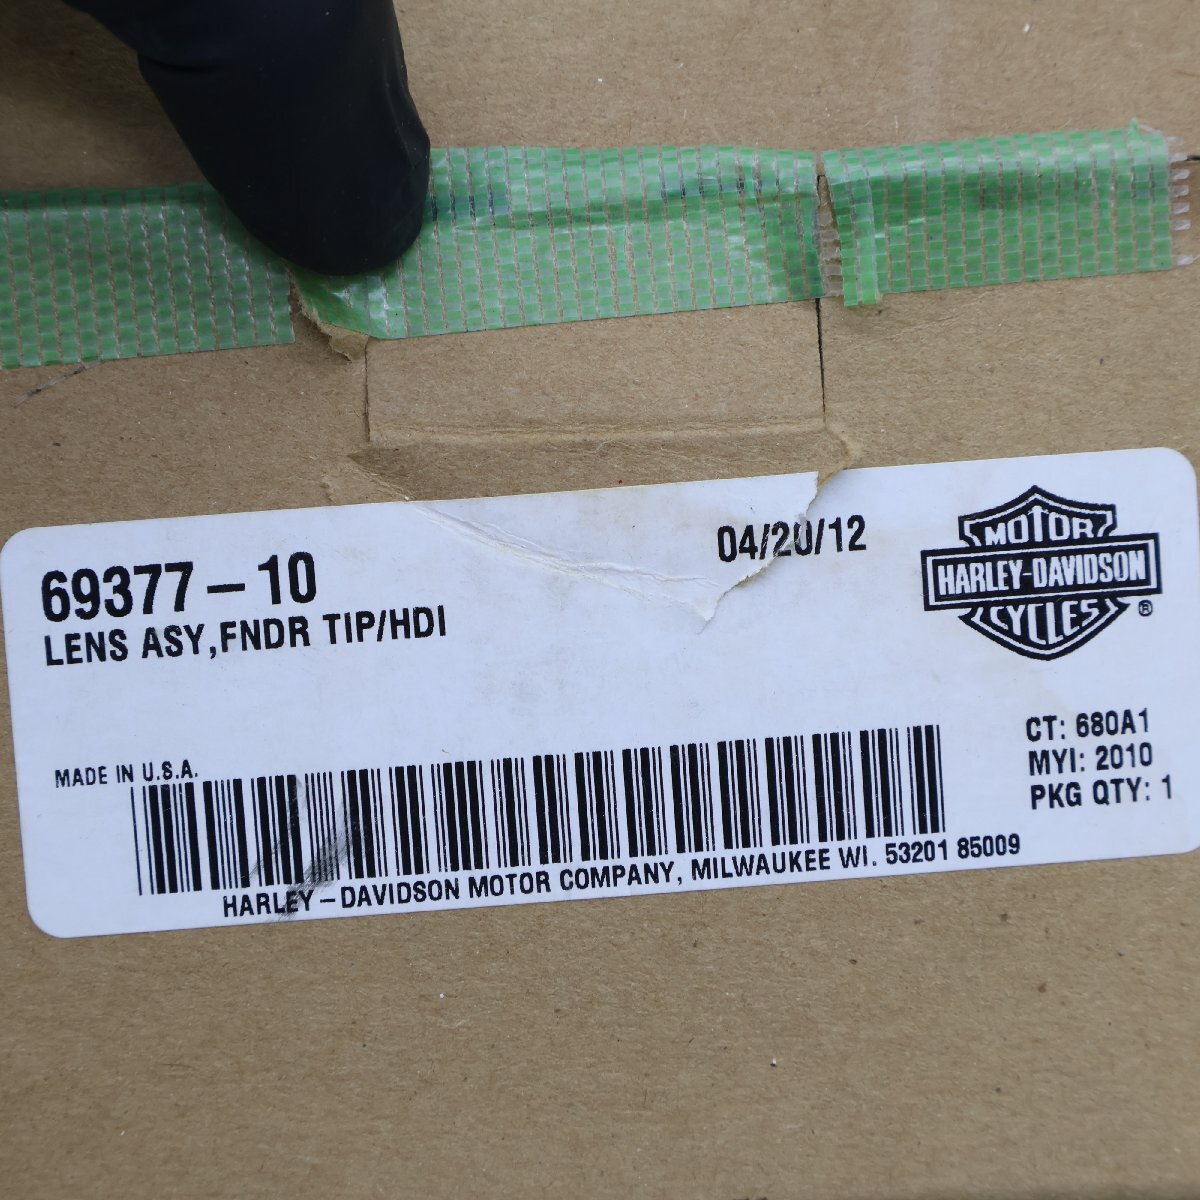 69377-10
LENS ASY,FNDR TIP/HDI
04/20/12
MOTOR
HARLEY-DAVIDSON
CYCLES
®
CT: 680A1
MYI: 2010
PKG QTY: 1
MADE IN U.S.A.
HARLEY-DAVIDSON MOTOR COMPANY, MILWAUKEE WI. 53201 85009